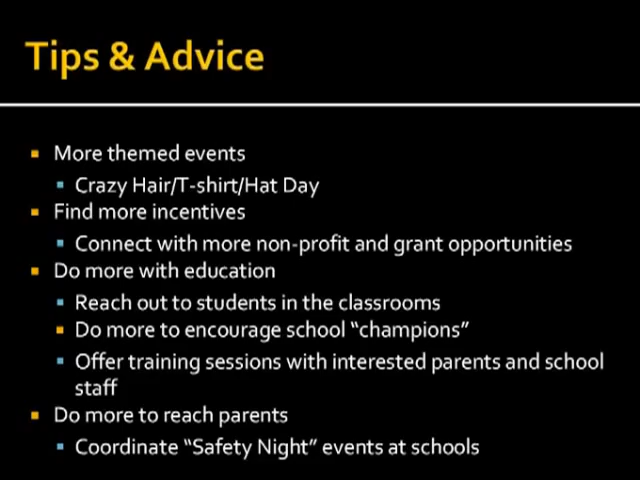 Tips & Advice
More themed events
Crazy Hair/T-shirt/Hat Day
Find more incentives
Connect with more non-profit and grant opportunities
Do more with education
Reach out to students in the classrooms
Do more to encourage school “champions”
Offer training sessions with interested parents and school
staff
Do more to reach parents
Coordinate “Safety Night” events at schools